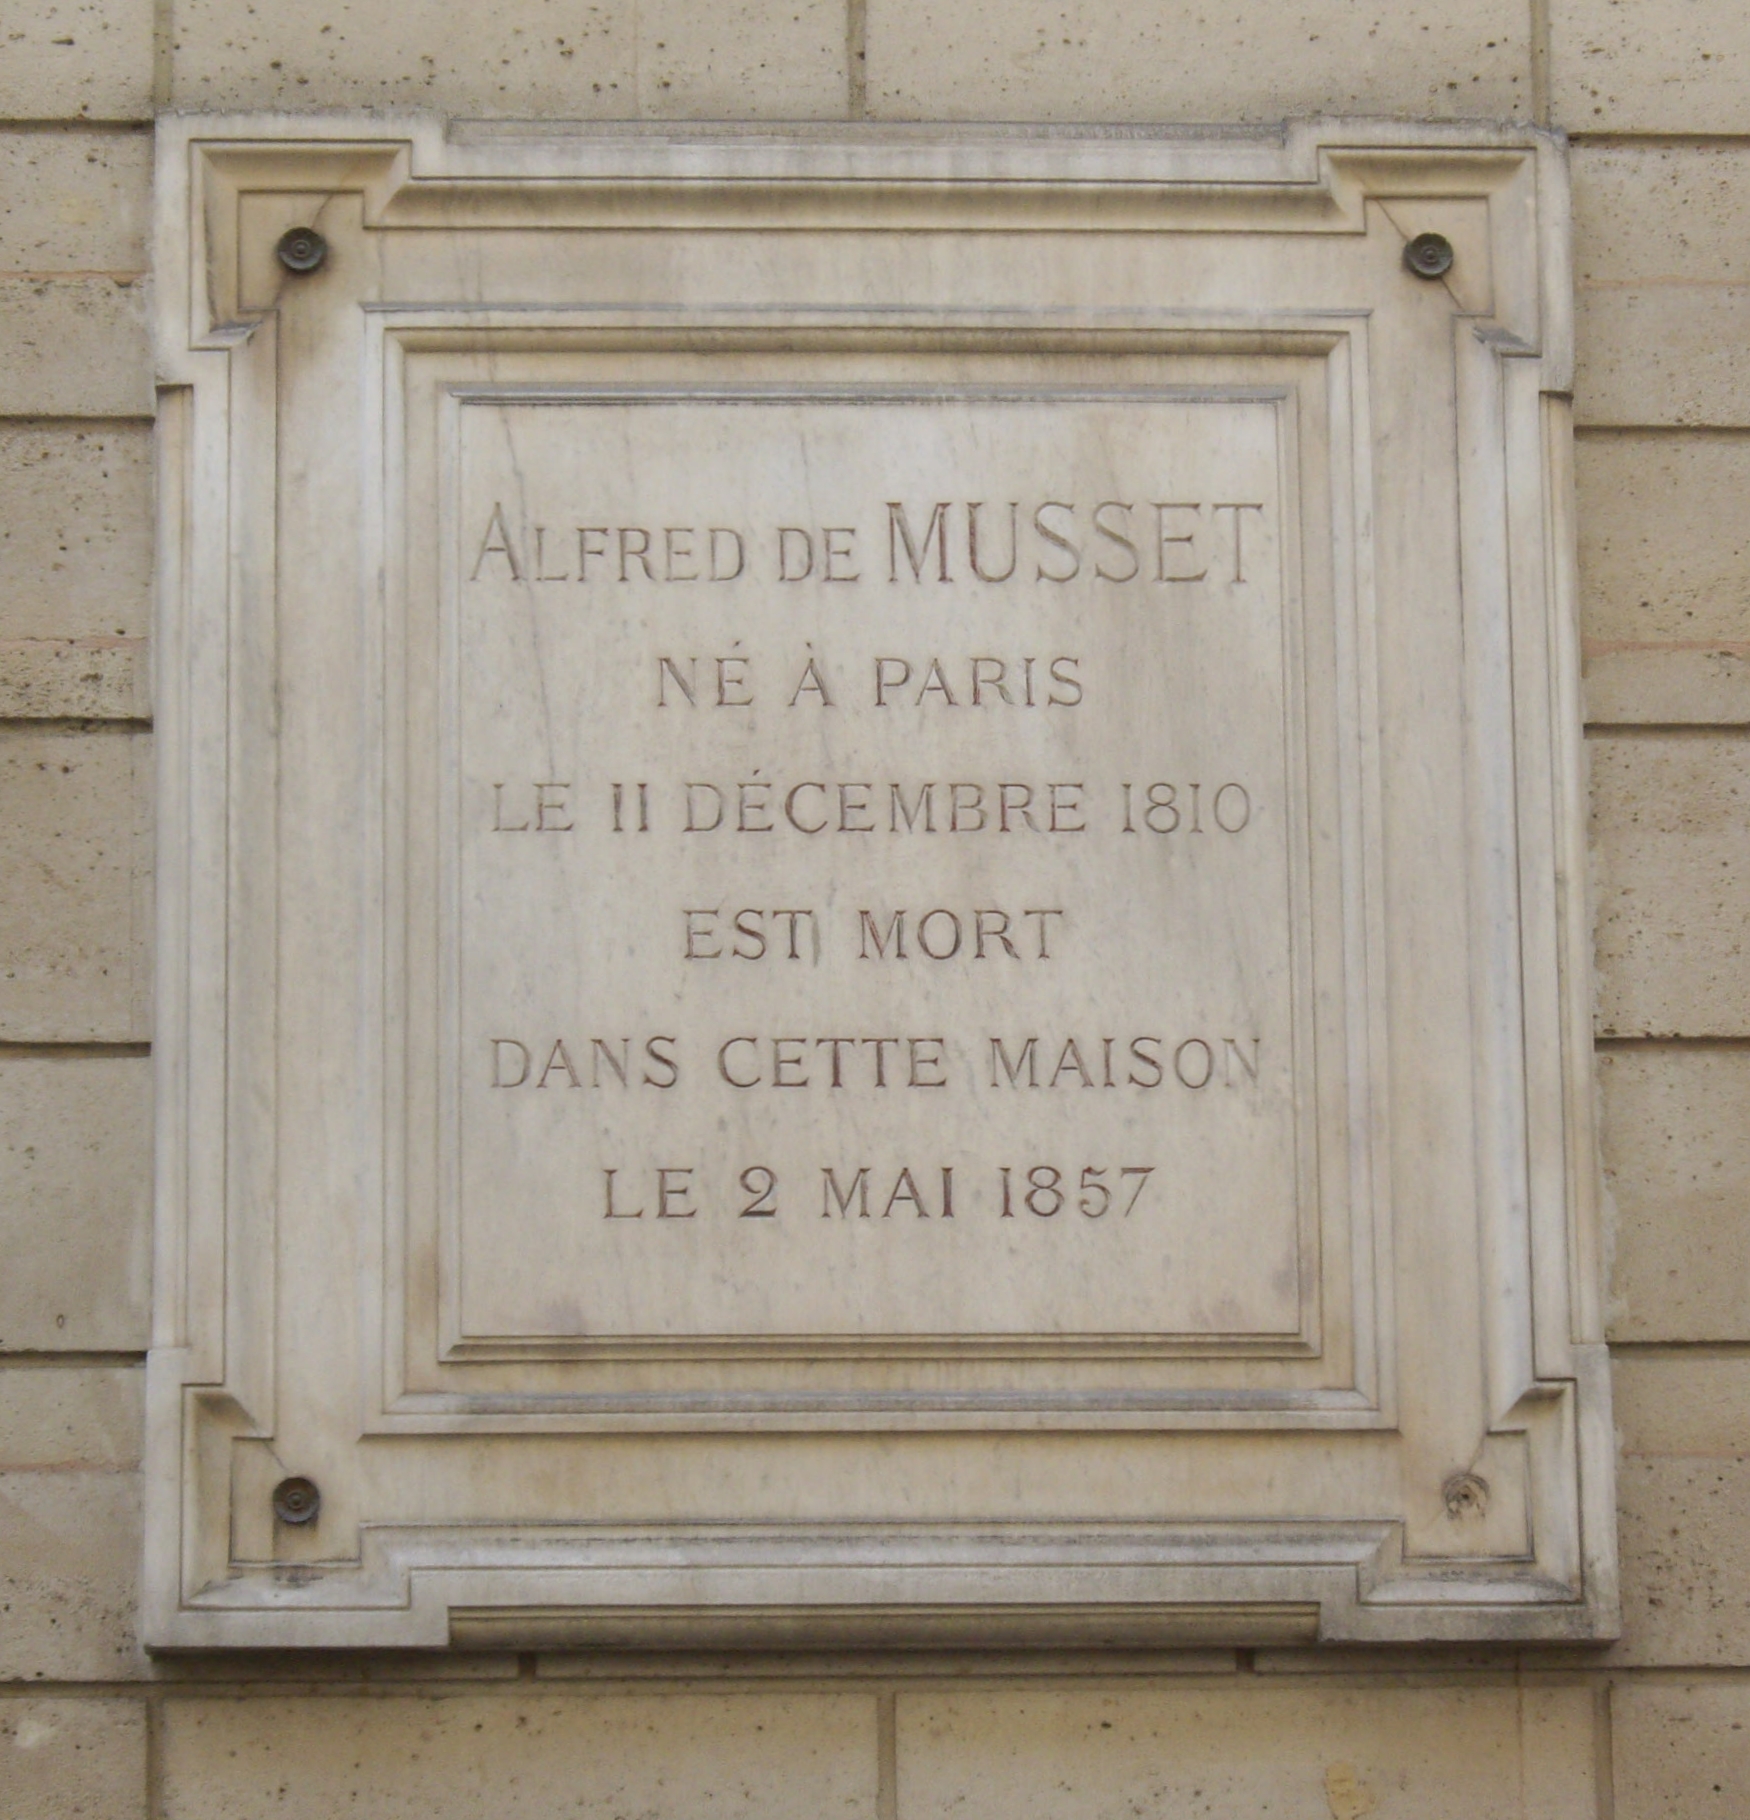 ALFRED DE MUSSET
NÉ À PARIS
LE 11 DÉCEMBRE 1810
EST MORT
DANS CETTE MAISON
LE 2 MAI 1857